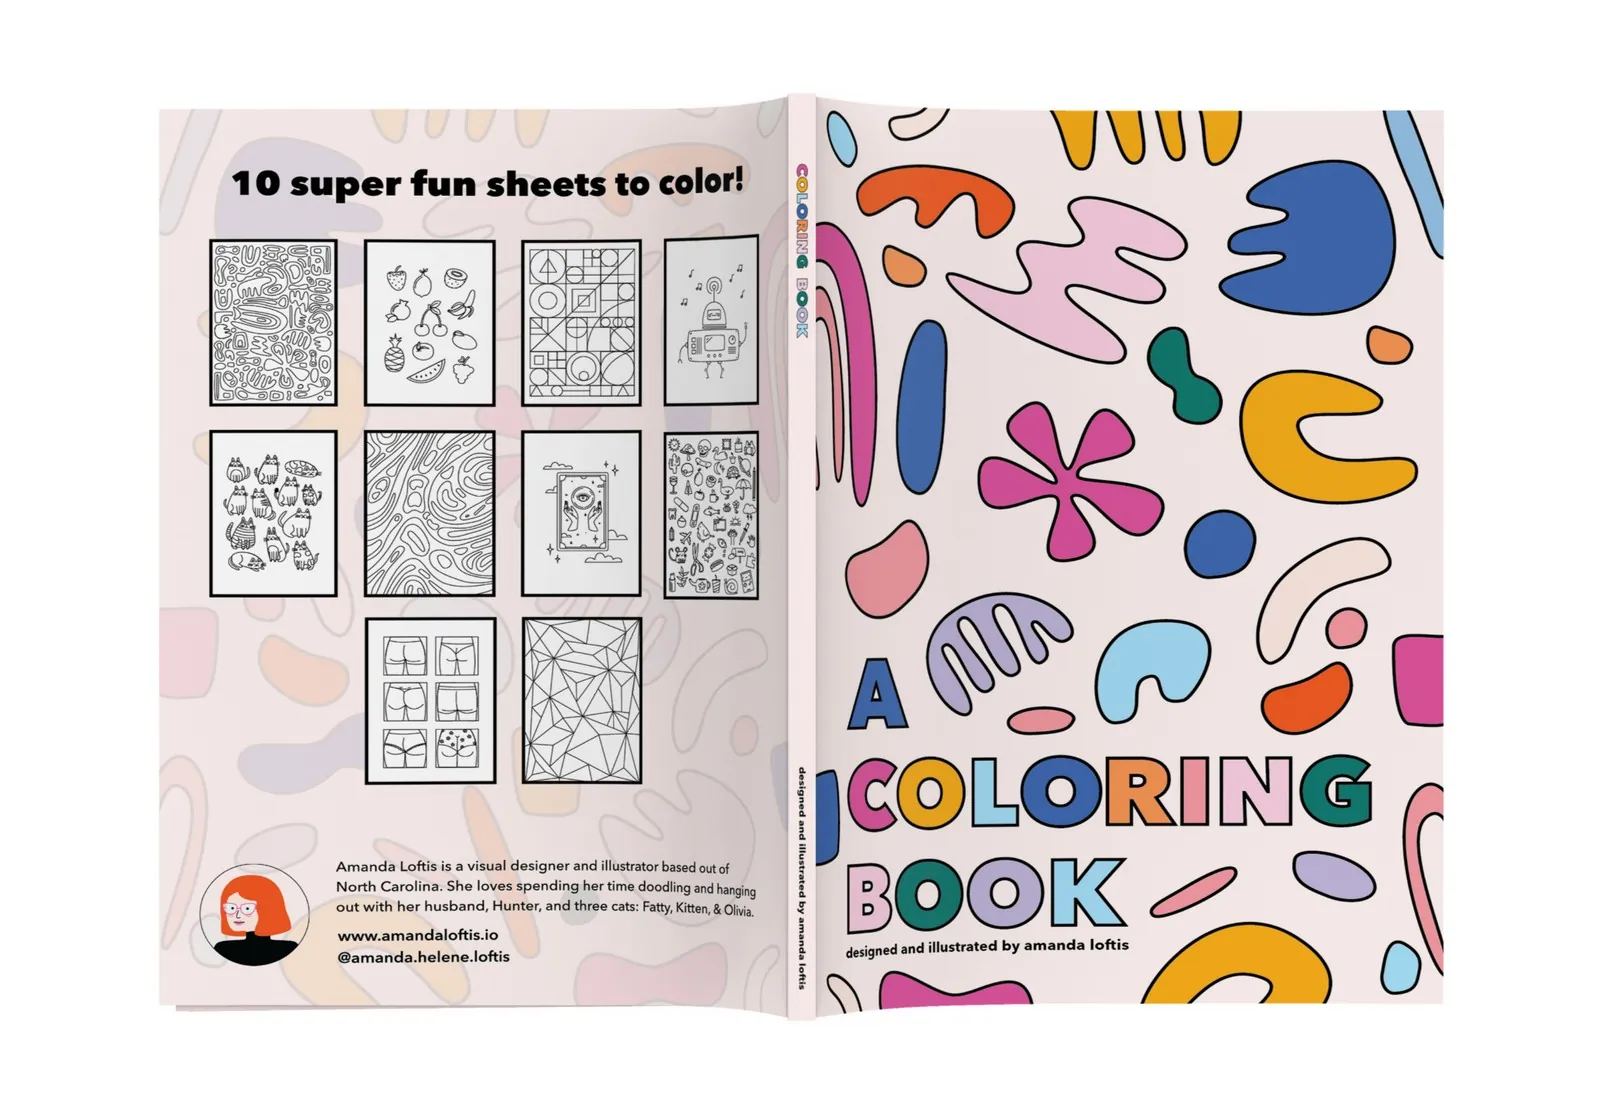 10 super fun sheets to color!
Amanda Loftis is a visual designer and illustrator based out of
North Carolina. She loves spending her time doodling and hanging
out with her husband, Hunter, and three cats: Fatty, Kitten, & Olivia.
www.amandaloftis.io
@amanda.helene.loftis
COLORING BOOK
designed and illustrated by amanda loftis
A
COLORING
BOOK
designed and illustrated by amanda loftis